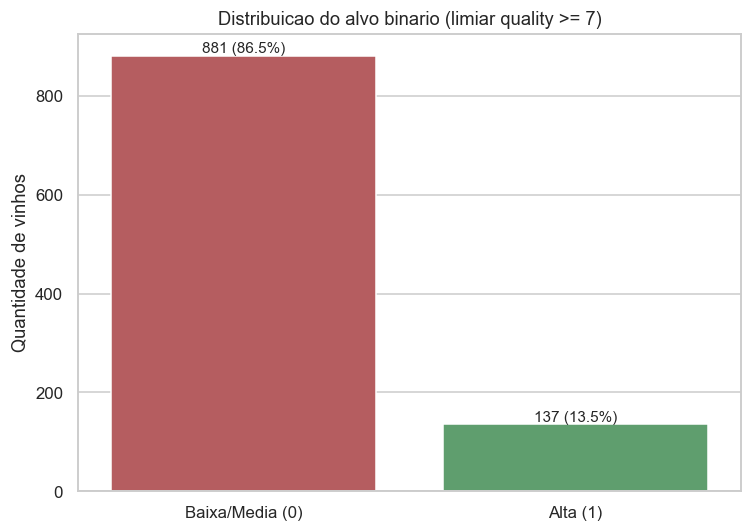 Distribuicao do alvo binario (limiar quality >= 7)
881 (86.5%)
137 (13.5%)
Quantidade de vinhos
800
600
400
200
0
Baixa/Media (0)
Alta (1)